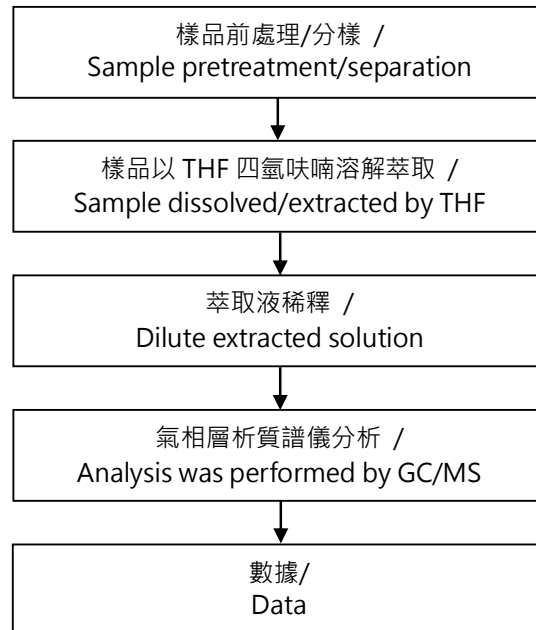 樣品前處理/分樣 /
Sample pretreatment/separation
樣品以 THF 四氫呋喃溶解萃取 /
Sample dissolved/extracted by THF
萃取液稀釋 /
Dilute extracted solution
氣相層析質譜儀分析 /
Analysis was performed by GC/MS
數據/
Data